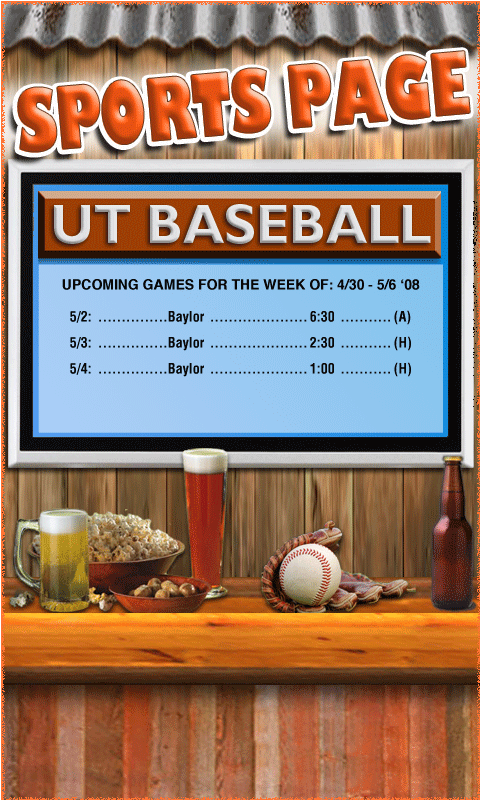 SPORTS PAGE
UT BASEBALL
UPCOMING GAMES FOR THE WEEK OF: 4/30 - 5/6 ‘08
5/2: ...............Baylor .....................6:30 ...........(A)
5/3: ...............Baylor .....................2:30 ...........(H)
5/4: ...............Baylor .....................1:00 ...........(H)